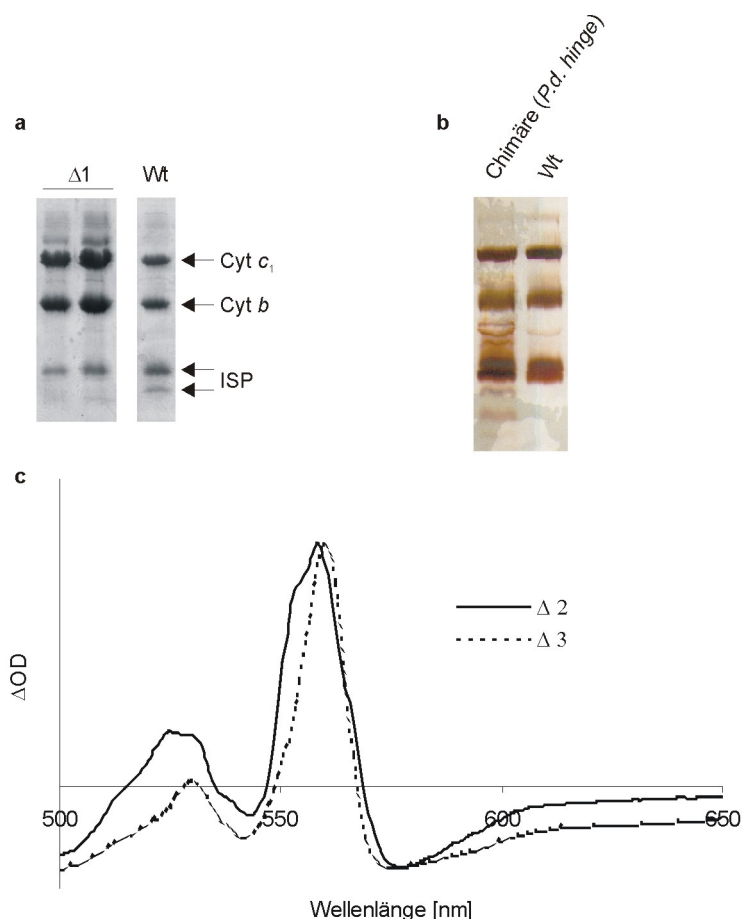 a
Δ1 Wt
Cyt c₁
Cyt b
ISP
b
Chimäre (P.d. hinge)
Wt
c
Δ 2
Δ 3
ΔOD
500 550 600 650
Wellenlänge [nm]